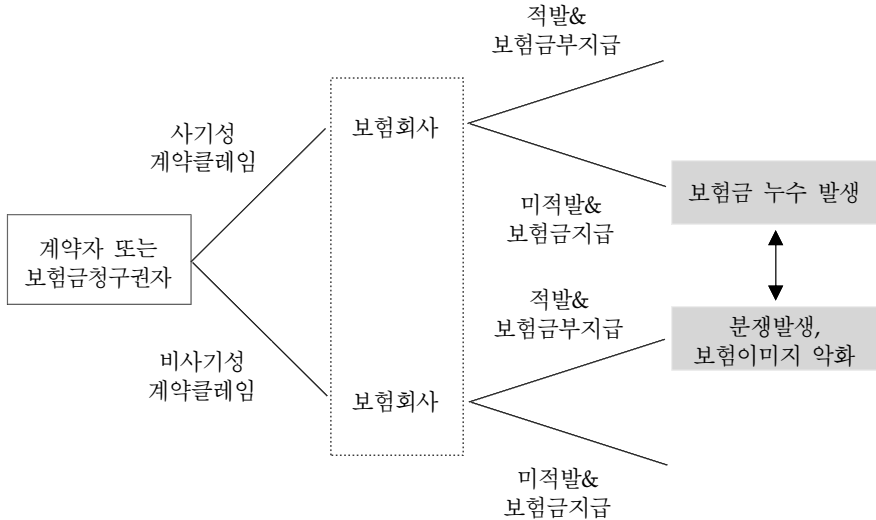 적발&
보험금부지급
사기성
계약클레임
보험회사
미적발&
보험금지급
보험금 누수 발생
계약자 또는
보험금청구권자
적발&
보험금부지급
분쟁발생,
보험이미지 악화
비사기성
계약클레임
보험회사
미적발&
보험금지급